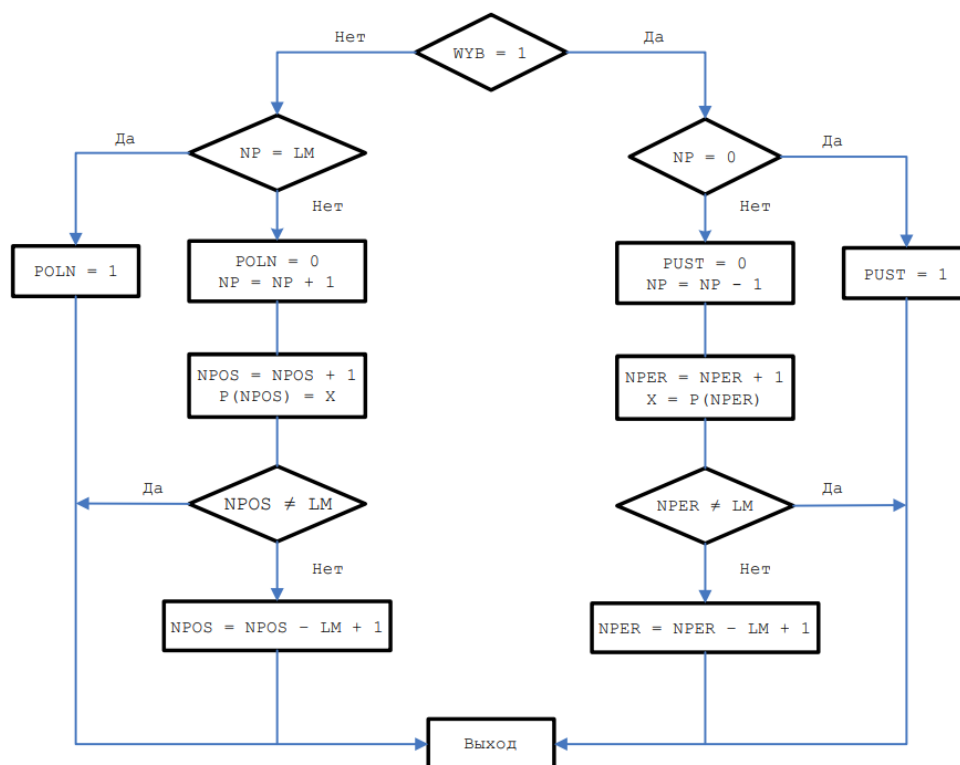 Нет
WYB = 1
Да
Да
NP = LM
NP = 0
Да
Нет
Нет
POLN = 1
POLN = 0
NP = NP + 1
PUST = 0
NP = NP - 1
PUST = 1
NPOS = NPOS + 1
P(NPOS) = X
NPER = NPER + 1
X = P(NPER)
Да
NPOS ≠ LM
NPER ≠ LM
Да
Нет
Нет
NPOS = NPOS - LM + 1
NPER = NPER - LM + 1
Выход